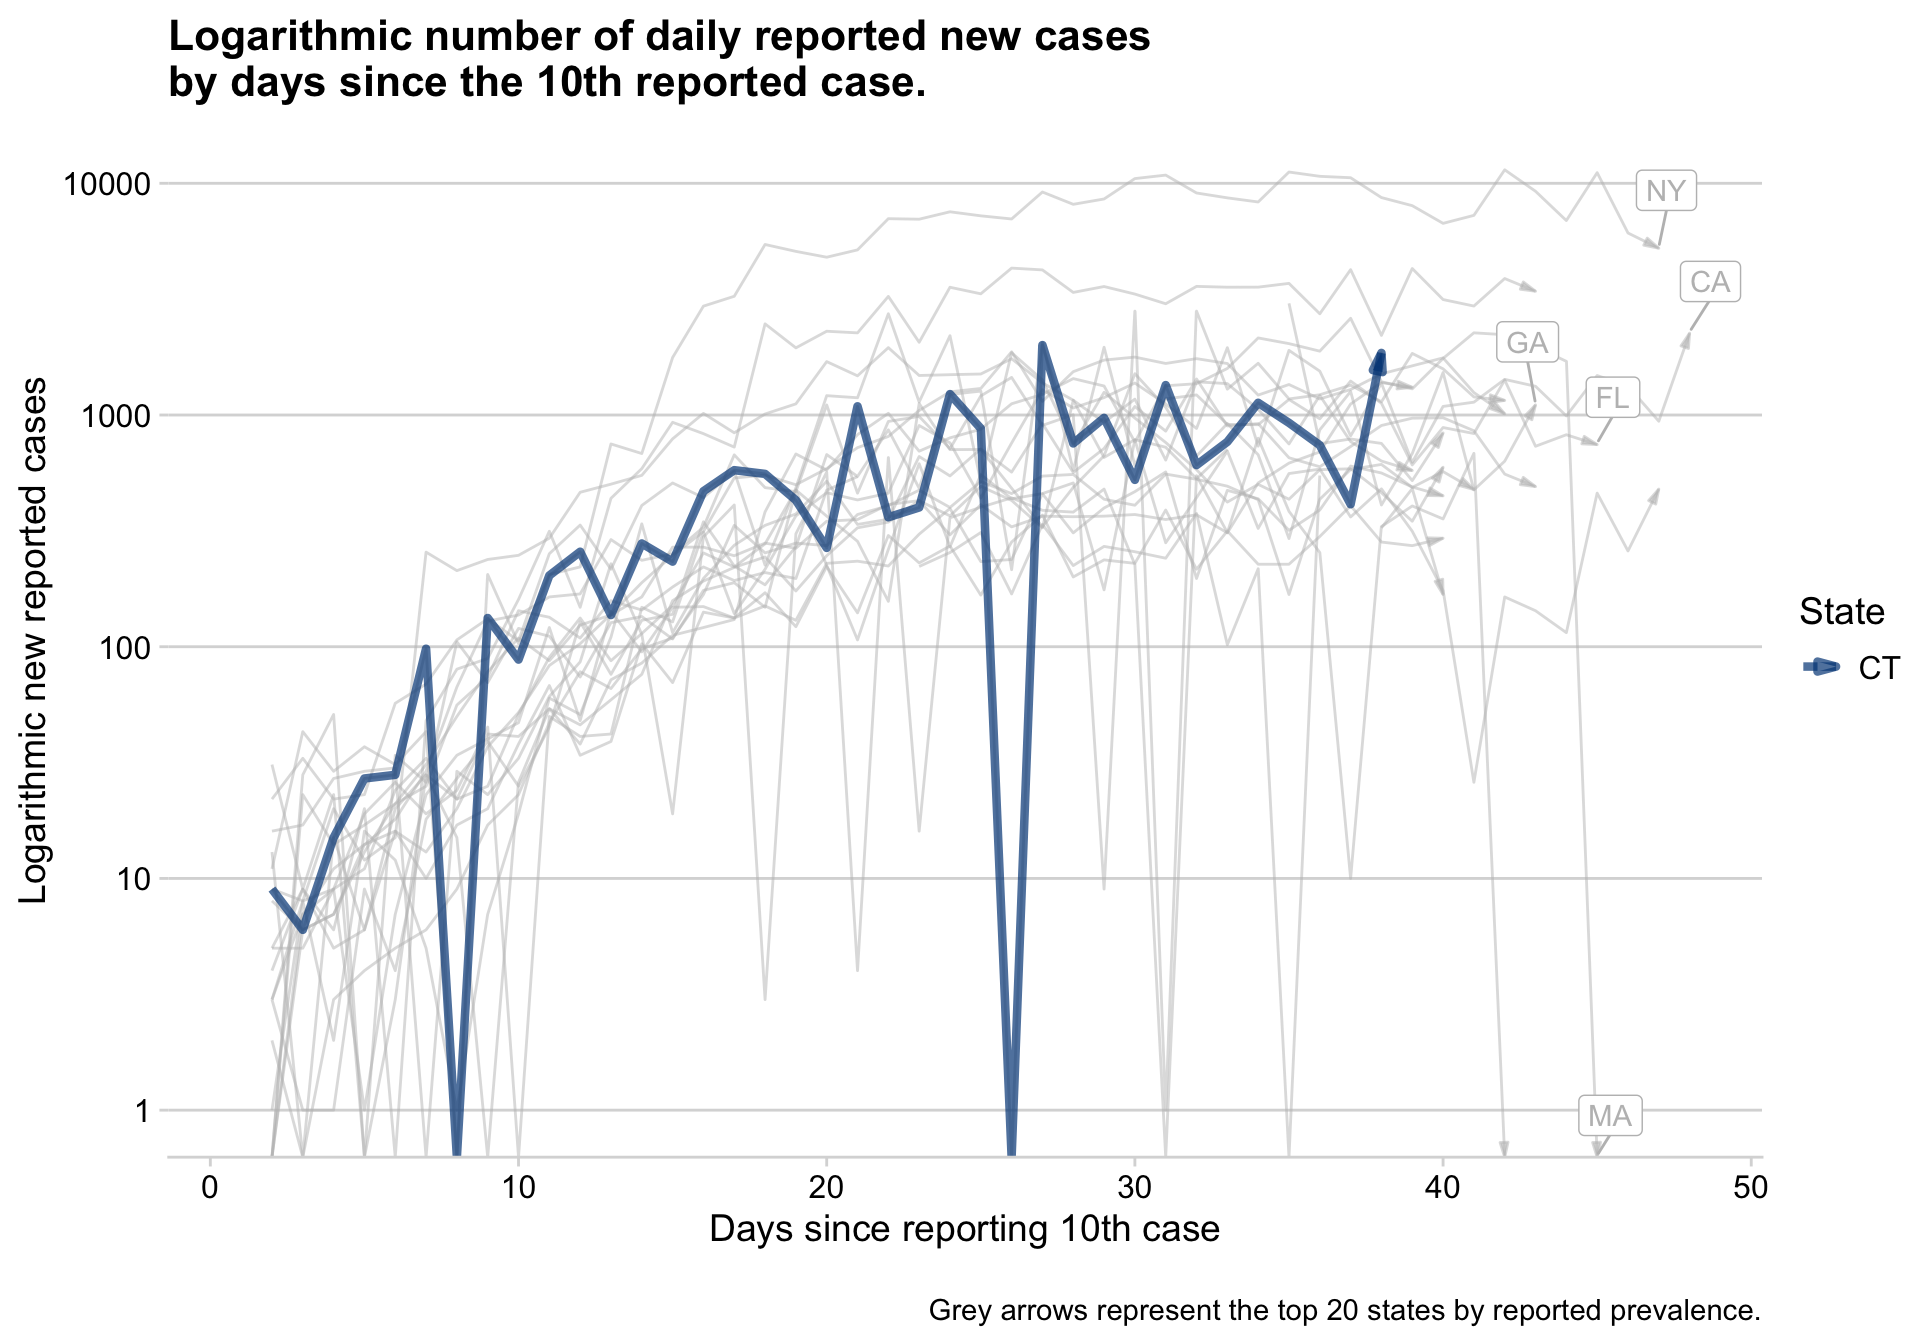 Logarithmic number of daily reported new cases
by days since the 10th reported case.
Logarithmic new reported cases
10000
1000
100
10
1
NY
CA
GA
FL
MA
State
CT
0 10 20 30 40 50
Days since reporting 10th case
Grey arrows represent the top 20 states by reported prevalence.